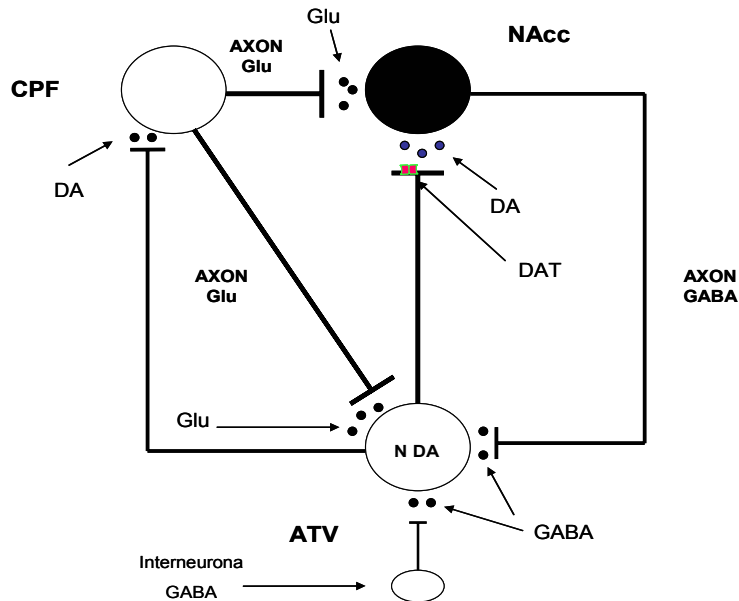 Glu
NAcc
AXON
Glu
CPF
DA
DA
DAT
AXON
Glu
AXON
GABA
Glu
N DA
ATV
GABA
Interneurona
GABA